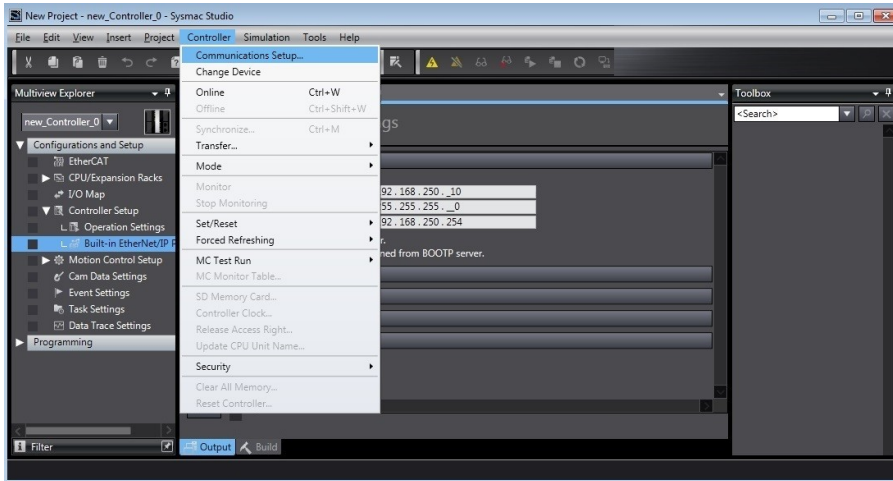 New Project - new_Controller_0 - Sysmac Studio
File Edit View Insert Project Controller Simulation Tools Help
Multiview Explorer
new_Controller_0
Configurations and Setup
EtherCAT
CPU/Expansion Racks
I/O Map
Controller Setup
Operation Settings
Built-in EtherNet/IP P
Motion Control Setup
Cam Data Settings
Event Settings
Task Settings
Data Trace Settings
Programming
Filter
Communications Setup...
Change Device
Online Ctrl+W
Offline Ctrl+Shift+W
Synchronize... Ctrl+M
Transfer...
Mode
Monitor
Stop Monitoring
Set/Reset
Forced Refreshing
MC Test Run
MC Monitor Table...
SD Memory Card...
Controller Clock...
Release Access Right...
Update CPU Unit Name...
Security
Clear All Memory...
Reset Controller...
gs
92 . 168 . 250 . _10
55 . 255 . 255 . __0
92 . 168 . 250 . 254
r.
ned from BOOTP server.
Output Build
Toolbox
<Search>